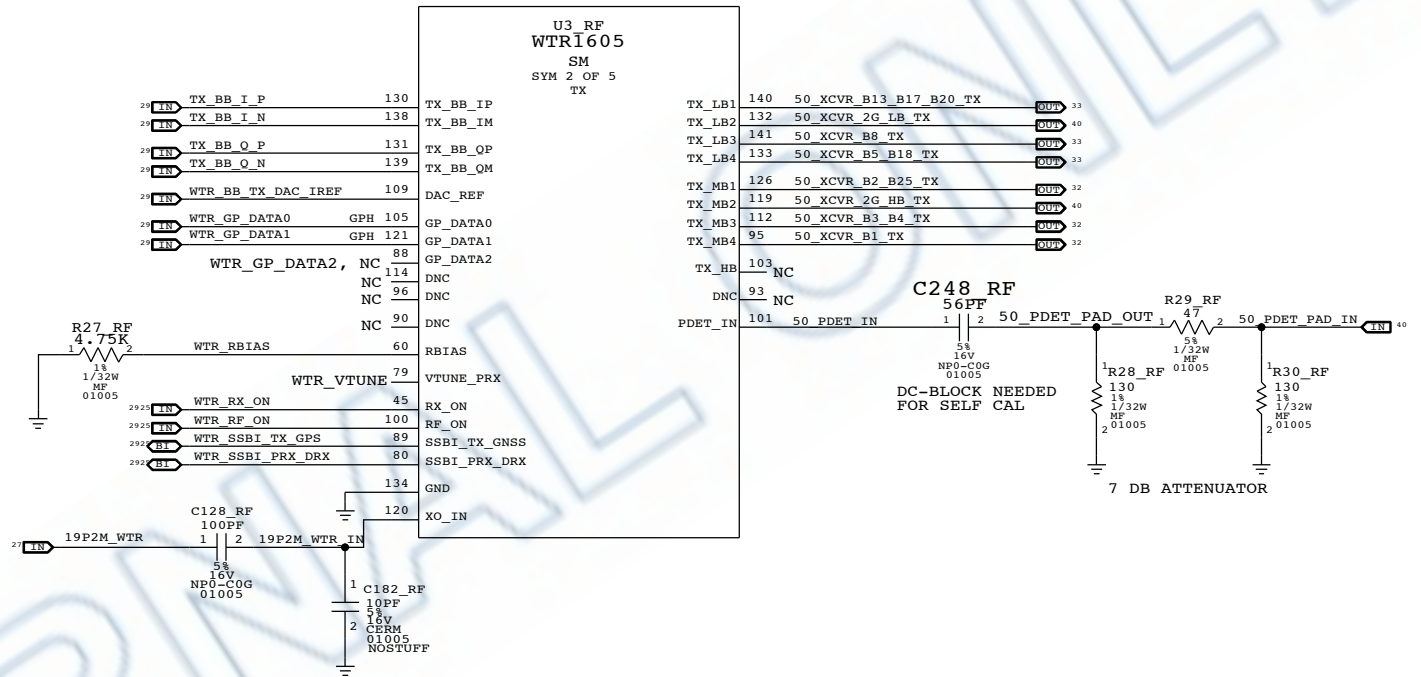 U3_RF
WTR1605
SM
SYM 2 OF 5
TX
29 IN TX_BB_I_P 130 TX_BB_IP
29 IN TX_BB_I_N 138 TX_BB_IM
29 IN TX_BB_Q_P 131 TX_BB_QP
29 IN TX_BB_Q_N 139 TX_BB_QM
29 IN WTR_BB_TX_DAC_IREF 109 DAC_REF
29 IN WTR_GP_DATA0 GPH 105 GP_DATA0
29 IN WTR_GP_DATA1 GPH 121 GP_DATA1
WTR_GP_DATA2, NC 88 GP_DATA2
NC 114 DNC
NC 96 DNC
NC 90 DNC
R27_RF
4.75K
1 2
1%
1/32W
MF
01005
WTR_RBIAS 60 RBIAS
WTR_VTUNE 79 VTUNE_PRX
2925 IN WTR_RX_ON 45 RX_ON
IN WTR_RF_ON 100 RF_ON
2925 BI WTR_SSBI_TX_GPS 89 SSBI_TX_GNSS
BI WTR_SSBI_PRX_DRX 80 SSBI_PRX_DRX
134 GND
120 XO_IN
27 IN 19P2M_WTR
C128_RF
100PF
1 2
5%
16V
NP0-C0G
01005
19P2M_WTR_IN
1 C182_RF
10PF
5%
16V
2 CERM
01005
NOSTUFF
TX_LB1 140 50_XCVR_B13_B17_B20_TX OUT 33
TX_LB2 132 50_XCVR_2G_LB_TX OUT 40
TX_LB3 141 50_XCVR_B8_TX OUT 33
TX_LB4 133 50_XCVR_B5_B18_TX OUT 33
TX_MB1 126 50_XCVR_B2_B25_TX OUT 32
TX_MB2 119 50_XCVR_2G_HB_TX OUT 40
TX_MB3 112 50_XCVR_B3_B4_TX OUT 32
TX_MB4 95 50_XCVR_B1_TX OUT 32
TX_HB 103 NC
DNC 93 NC
PDET_IN 101 50_PDET_IN
C248_RF
56PF
1 2
5%
16V
NP0-C0G
01005
DC-BLOCK NEEDED
FOR SELF CAL
50_PDET_PAD_OUT
R29_RF
47
1 2
5%
1/32W
MF
01005
50_PDET_PAD_IN IN 40
1 R28_RF
130
1%
1/32W
MF
2 01005
1 R30_RF
130
1%
1/32W
MF
2 01005
7 DB ATTENUATOR